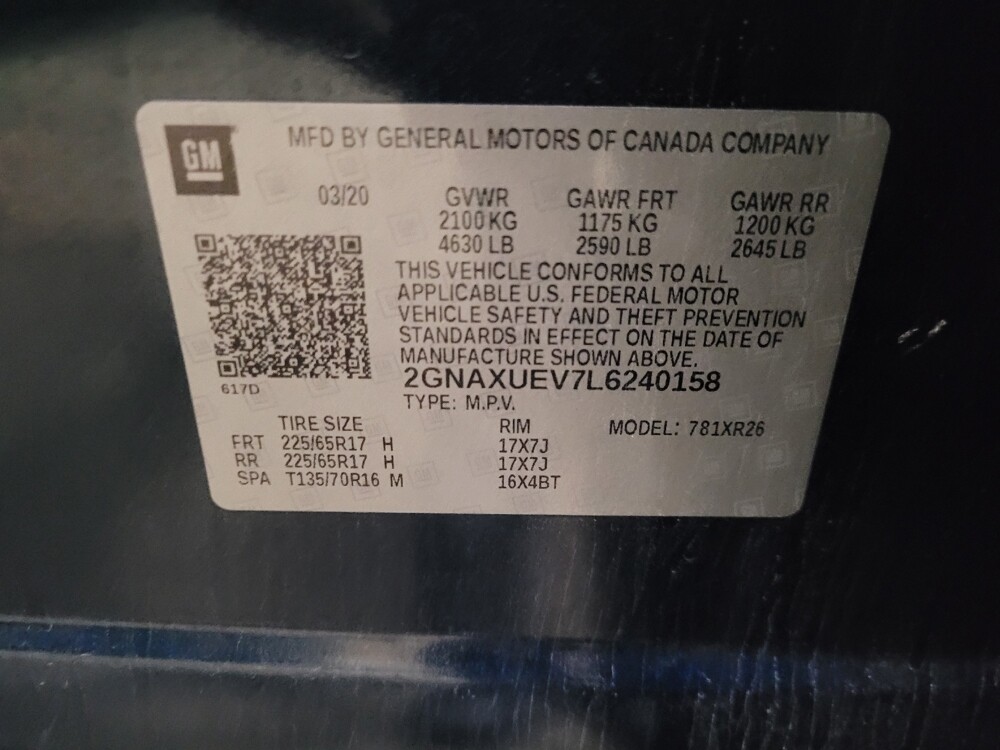 GM
MFD BY GENERAL MOTORS OF CANADA COMPANY
03/20 GVWR GAWR FRT GAWR RR
2100 KG 1175 KG 1200 KG
4630 LB 2590 LB 2645 LB
THIS VEHICLE CONFORMS TO ALL
APPLICABLE U.S. FEDERAL MOTOR
VEHICLE SAFETY AND THEFT PREVENTION
STANDARDS IN EFFECT ON THE DATE OF
MANUFACTURE SHOWN ABOVE.
617D
2GNAXUEV7L6240158
TYPE: M.P.V.
TIRE SIZE RIM MODEL: 781XR26
FRT 225/65R17 H 17X7J
RR 225/65R17 H 17X7J
SPA T135/70R16 M 16X4BT